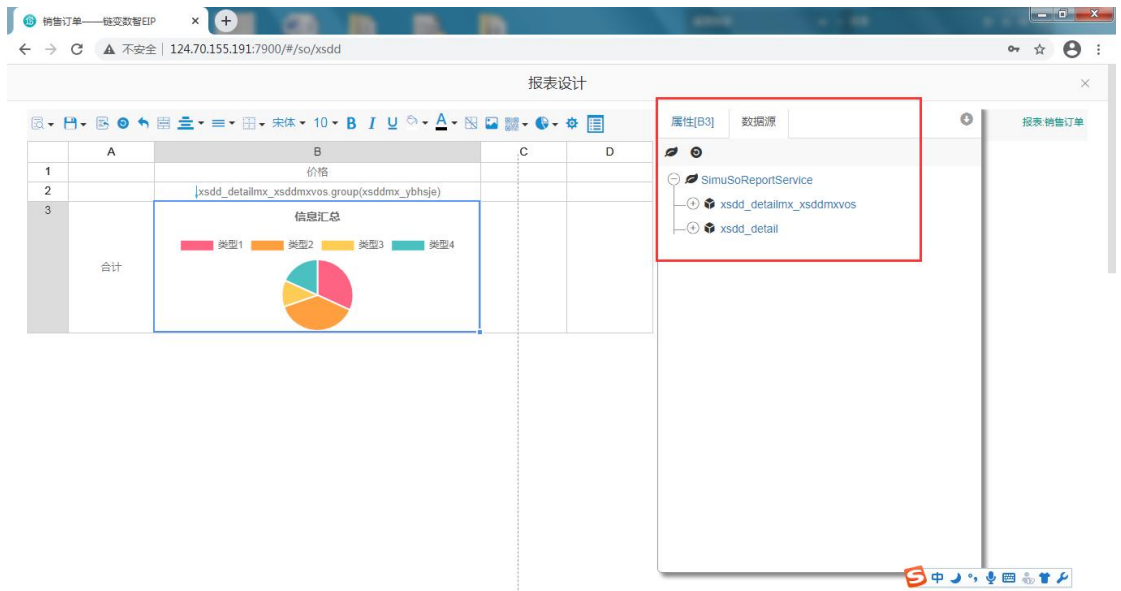 销售订单——链变数智EIP
不安全 | 124.70.155.191:7900/#/so/xsdd
报表设计
宋体 10 B I U A
属性[B3] 数据源
报表:销售订单
A B C D
1 价格
2 xsdd_detailmx_xsddmxvos.group(xsddmx_ybhsje)
3 合计
信息汇总
类型1 类型2 类型3 类型4
SimuSoReportService
xsdd_detailmx_xsddmxvos
xsdd_detail
中